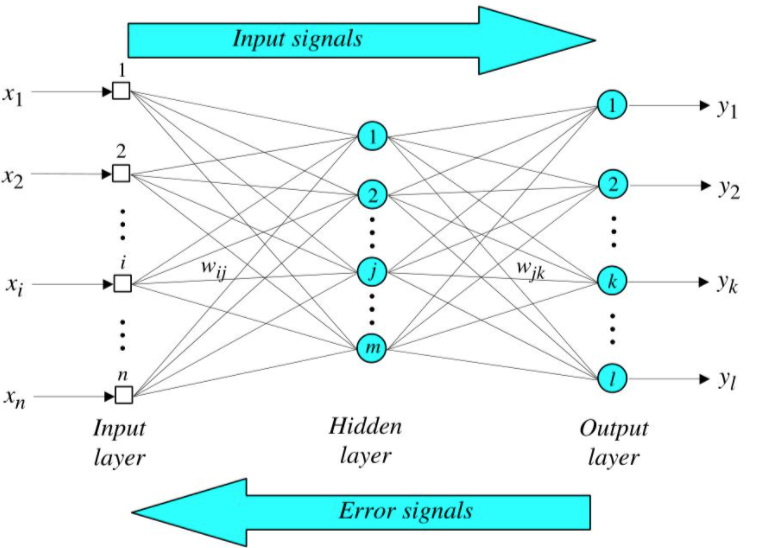 Input signals
1
x1
1
1
y1
2
x2
2
2
y2
i
wij
wjk
xi
j
k
yk
n
m
l
yl
xn
Input
layer
Hidden
layer
Output
layer
Error signals